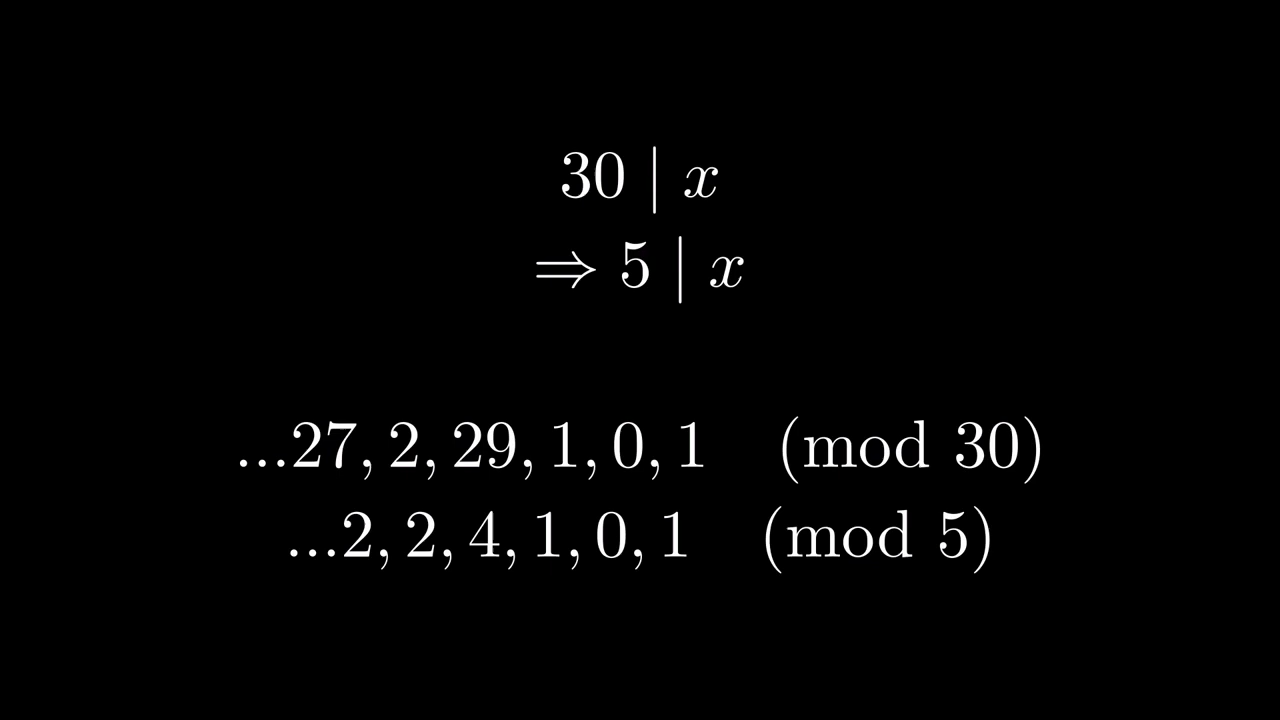 30 | x
⇒ 5 | x
...27, 2, 29, 1, 0, 1 (mod 30)
...2, 2, 4, 1, 0, 1 (mod 5)